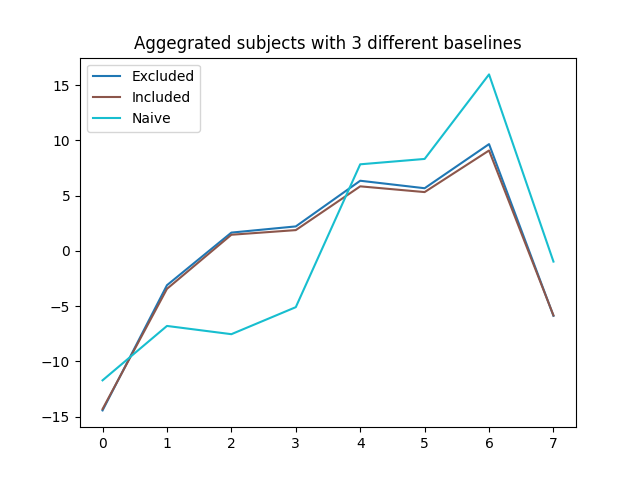 Aggegrated subjects with 3 different baselines
Excluded
Included
Naive
15
10
5
0
−5
−10
−15
0 1 2 3 4 5 6 7